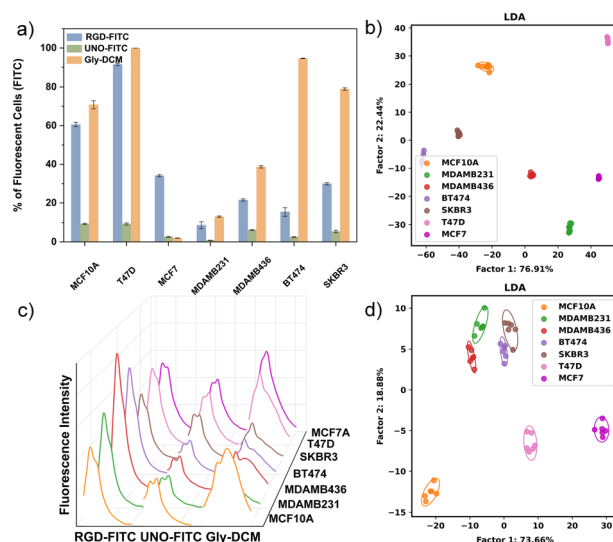 a)
RGD-FITC
UNO-FITC
Gly-DCM
% of Fluorescent Cells (FITC)
100
80
60
40
20
0
MCF10A
T47D
MCF7
MDAMB231
MDAMB436
BT474
SKBR3
b)
LDA
Factor 2: 22.44%
40
30
20
10
0
−10
−20
−30
MCF10A
MDAMB231
MDAMB436
BT474
SKBR3
T47D
MCF7
−60
−40
−20
0
20
40
Factor 1: 76.91%
c)
Fluorescence Intensity
MCF7A
T47D
SKBR3
BT474
MDAMB436
MDAMB231
MCF10A
RGD-FITC UNO-FITC Gly-DCM
d)
LDA
Factor 2: 18.88%
10
5
0
−5
−10
−15
MCF10A
MDAMB231
MDAMB436
BT474
SKBR3
T47D
MCF7
−20
−10
0
10
20
30
Factor 1: 73.66%